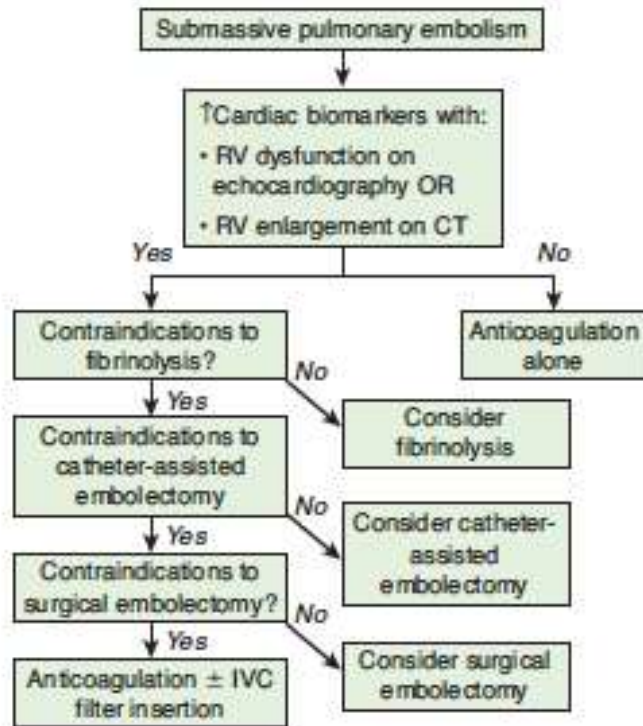 Submassive pulmonary embolism
↑Cardiac biomarkers with:
• RV dysfunction on
echocardiography OR
• RV enlargement on CT
Yes
No
Contraindications to
fibrinolysis?
Anticoagulation
alone
No
Yes
Consider
fibrinolysis
Contraindications to
catheter-assisted
embolectomy
No
Yes
Consider catheter-
assisted
embolectomy
Contraindications to
surgical embolectomy?
No
Yes
Consider surgical
embolectomy
Anticoagulation ± IVC
filter insertion